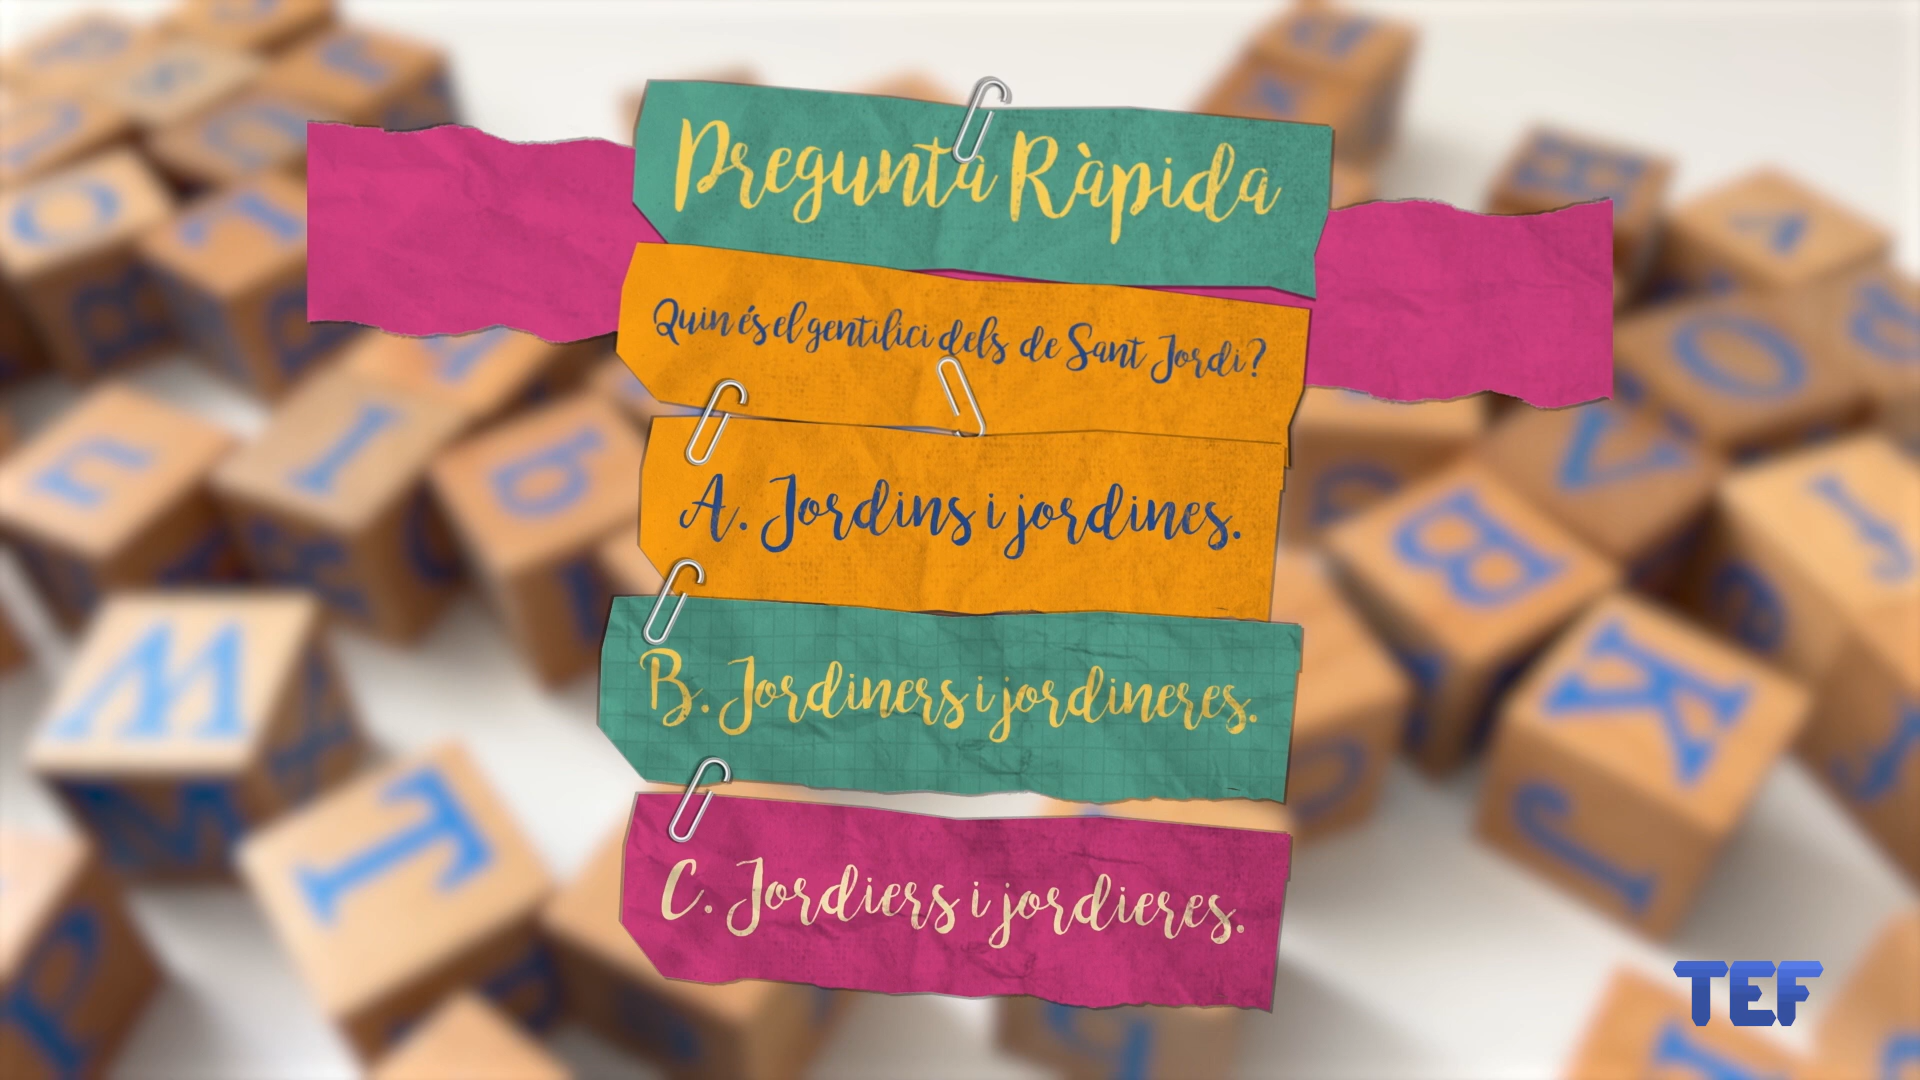 Pregunta Ràpida
Quin és el gentilici dels de Sant Jordi?
A. Jordins i jordines.
B. Jordiners i jordineres.
C. Jordiers i jordieres.
TEF